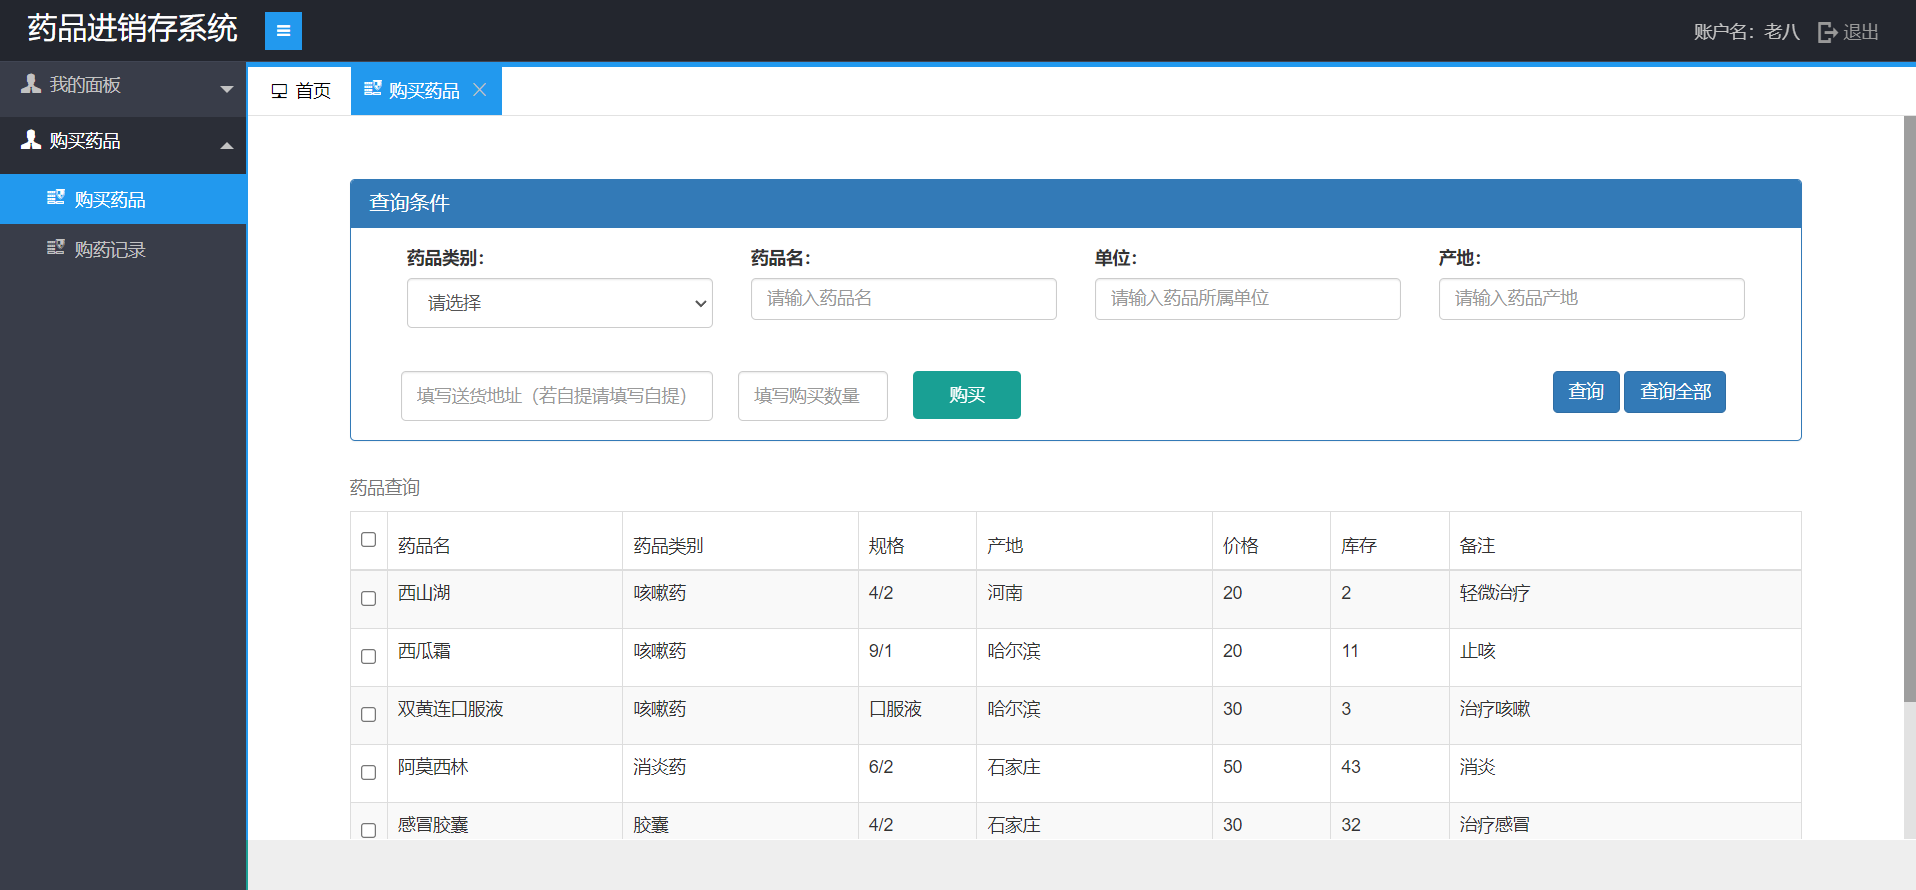 药品进销存系统
账户名：老八 退出
我的面板
购买药品
购买药品
购药记录
首页 购买药品
查询条件
药品类别： 药品名： 单位： 产地：
请选择 请输入药品名 请输入药品所属单位 请输入药品产地
填写送货地址（若自提请填写自提） 填写购买数量 购买 查询 查询全部
药品查询
药品名 药品类别 规格 产地 价格 库存 备注
西山湖 咳嗽药 4/2 河南 20 2 轻微治疗
西瓜霜 咳嗽药 9/1 哈尔滨 20 11 止咳
双黄连口服液 咳嗽药 口服液 哈尔滨 30 3 治疗咳嗽
阿莫西林 消炎药 6/2 石家庄 50 43 消炎
感冒胶囊 胶囊 4/2 石家庄 30 32 治疗感冒